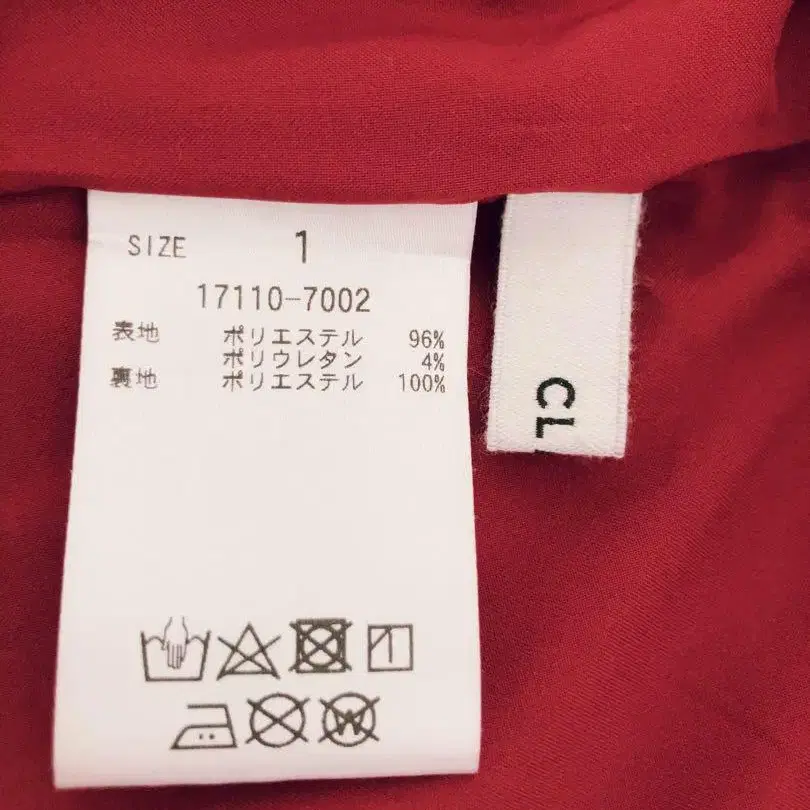 SIZE 1
17110-7002
表地 ポリエステル 96%
ポリウレタン 4%
裏地 ポリエステル 100%
CL
W